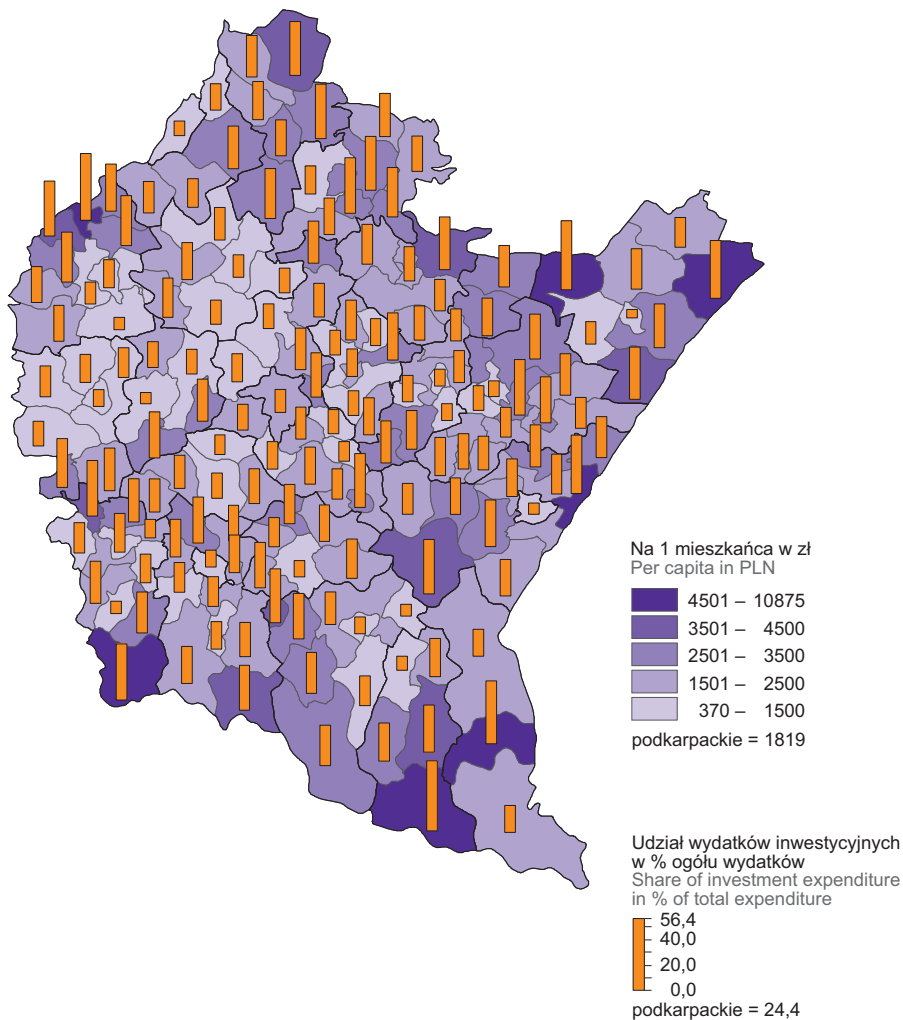 Na 1 mieszkańca w zł
Per capita in PLN
4501 – 10875
3501 – 4500
2501 – 3500
1501 – 2500
370 – 1500
podkarpackie = 1819
Udział wydatków inwestycyjnych
w % ogółu wydatków
Share of investment expenditure
in % of total expenditure
56,4
40,0
20,0
0,0
podkarpackie = 24,4